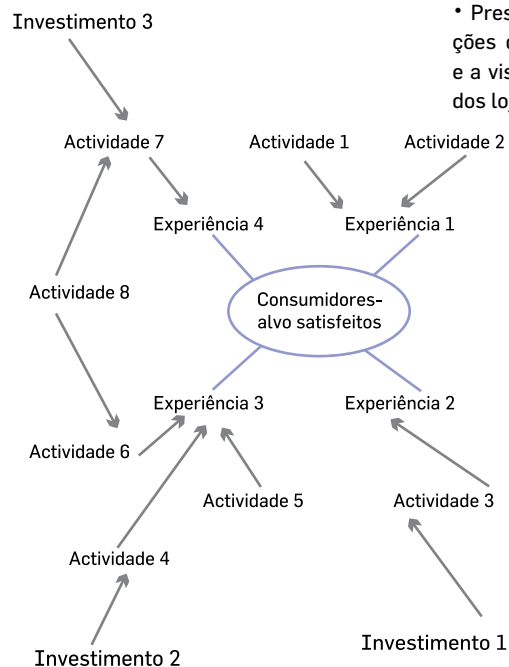 Investimento 3
• Pres
ções
e a vis
dos lo
Actividade 7
Actividade 1
Actividade 2
Experiência 4
Experiência 1
Actividade 8
Consumidores-
alvo satisfeitos
Experiência 3
Experiência 2
Actividade 6
Actividade 5
Actividade 3
Actividade 4
Investimento 2
Investimento 1